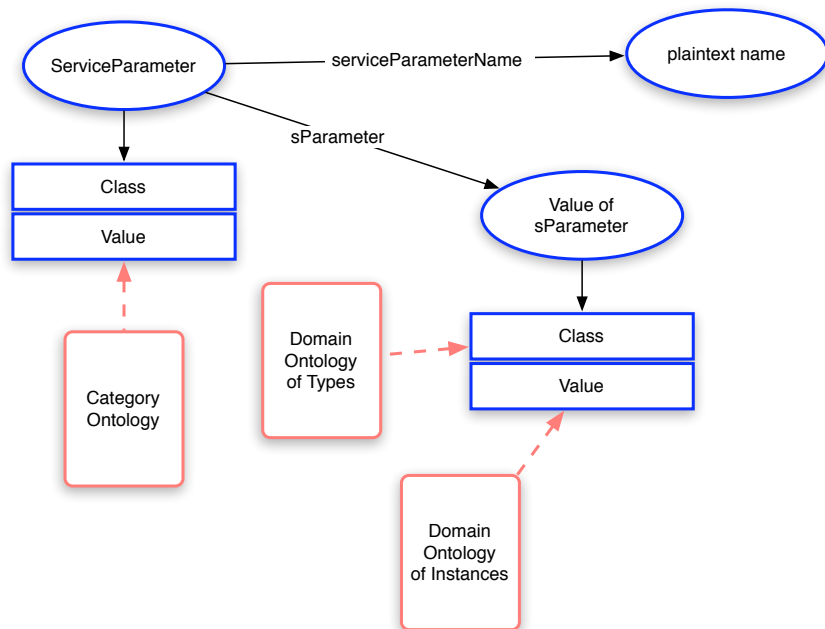 ServiceParameter
serviceParameterName
plaintext name
sParameter
Class
Value
Value of
sParameter
Domain
Ontology
of Types
Class
Value
Category
Ontology
Domain
Ontology
of Instances